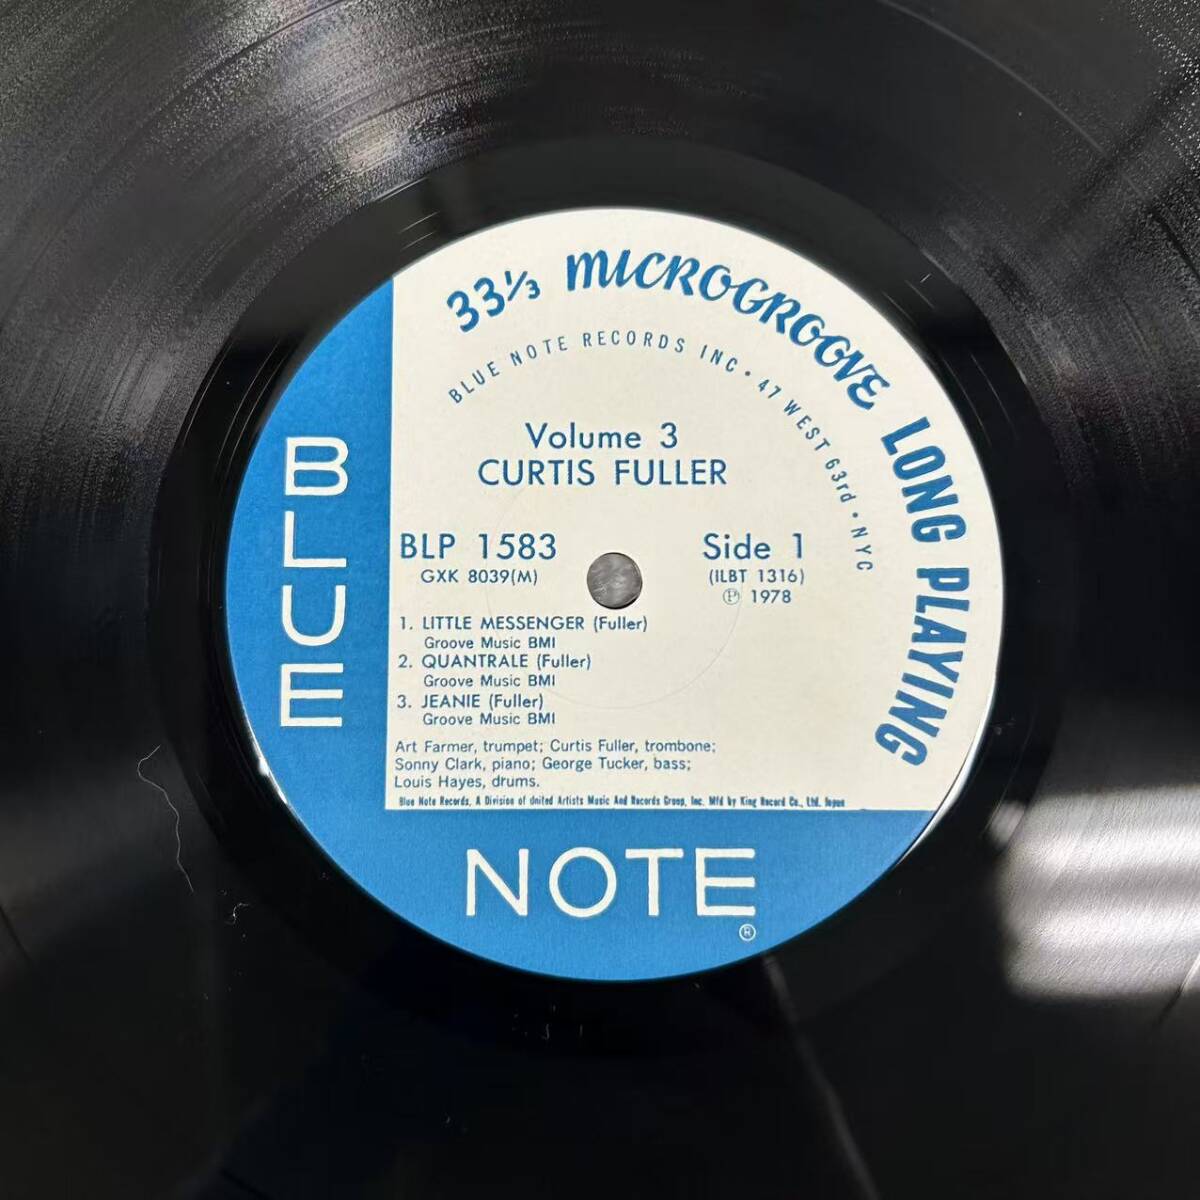 33⅓ MICROGROOVE LONG PLAYING
BLUE NOTE RECORDS INC • 47 WEST 63rd • NYC
Volume 3
CURTIS FULLER
BLP 1583
GXK 8039(M)
Side 1
(ILBT 1316)
Ⓟ 1978
1. LITTLE MESSENGER (Fuller)
Groove Music BMI
2. QUANTRALE (Fuller)
Groove Music BMI
3. JEANIE (Fuller)
Groove Music BMI
Art Farmer, trumpet; Curtis Fuller, trombone;
Sonny Clark, piano; George Tucker, bass;
Louis Hayes, drums.
Blue Note Records, A Division of United Artists Music And Records Group, Inc. Mfd by King Record Co., Ltd. Japan
BLUE
NOTE
®